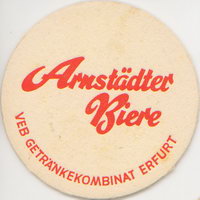 Arnstädter
Biere
VEB GETRÄNKEKOMBINAT ERFURT